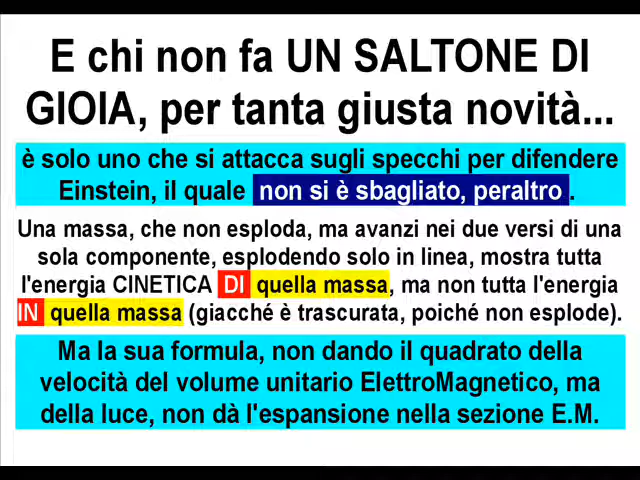 E chi non fa UN SALTONE DI
GIOIA, per tanta giusta novità...
è solo uno che si attacca sugli specchi per difendere
Einstein, il quale non si è sbagliato, peraltro .
Una massa, che non esploda, ma avanzi nei due versi di una
sola componente, esplodendo solo in linea, mostra tutta
l'energia CINETICA DI quella massa, ma non tutta l'energia
IN quella massa (giacché è trascurata, poiché non esplode).
Ma la sua formula, non dando il quadrato della
velocità del volume unitario ElettroMagnetico, ma
della luce, non dà l'espansione nella sezione E.M.